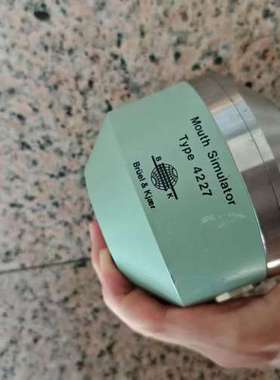 Mouth Simulator
Type 4227
B K
Brüel & Kjær